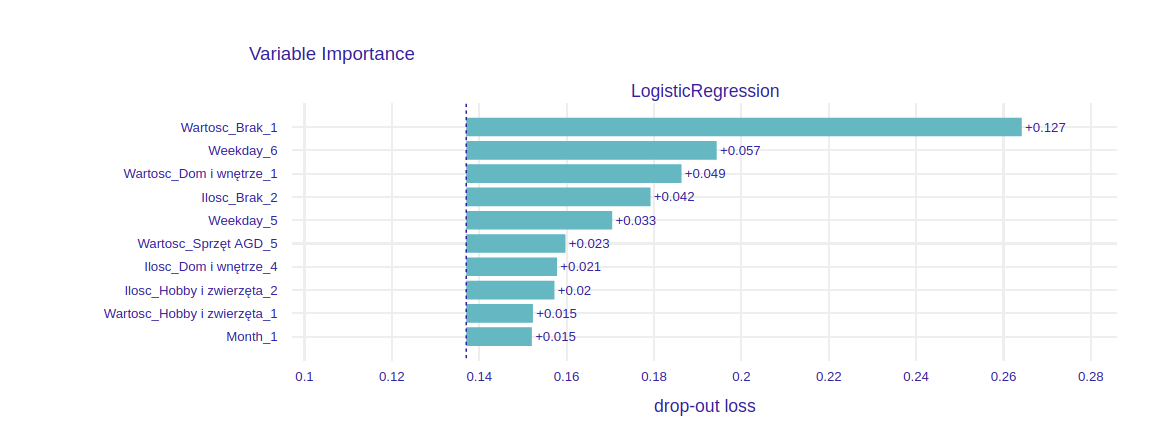 Variable Importance
LogisticRegression
Wartosc_Brak_1 +0.127
Weekday_6 +0.057
Wartosc_Dom i wnętrze_1 +0.049
Ilosc_Brak_2 +0.042
Weekday_5 +0.033
Wartosc_Sprzęt AGD_5 +0.023
Ilosc_Dom i wnętrze_4 +0.021
Ilosc_Hobby i zwierzęta_2 +0.02
Wartosc_Hobby i zwierzęta_1 +0.015
Month_1 +0.015
0.1 0.12 0.14 0.16 0.18 0.2 0.22 0.24 0.26 0.28
drop-out loss